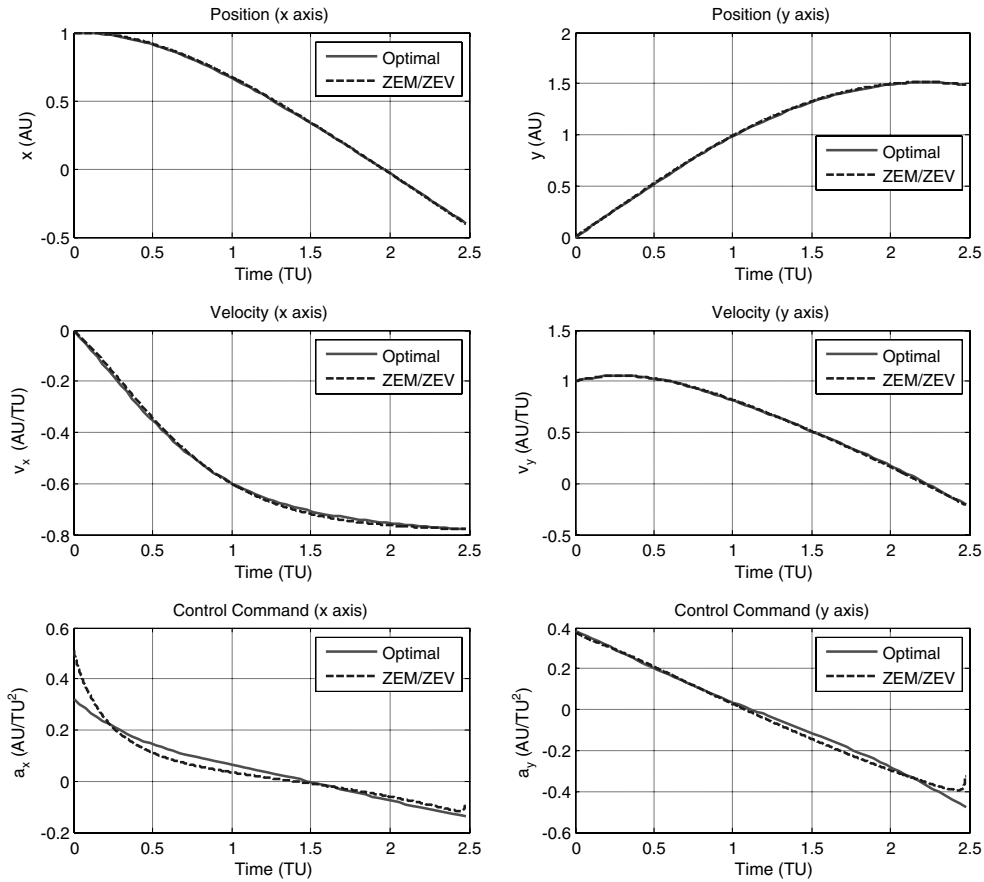 Position (x axis)
1
0.5
0
-0.5
x (AU)
Optimal
ZEM/ZEV
0 0.5 1.0 1.5 2 2.5
Time (TU)
Position (y axis)
2
1.5
1
0.5
0
y (AU)
Optimal
ZEM/ZEV
0 0.5 1 1.5 2 2.5
Time (TU)
Velocity (x axis)
0
-0.2
-0.4
-0.6
-0.8
v_x (AU/TU)
Optimal
ZEM/ZEV
0 0.5 1 1.5 2 2.5
Time (TU)
Velocity (y axis)
1.5
1
0.5
0
-0.5
v_y (AU/TU)
Optimal
ZEM/ZEV
0 0.5 1 1.5 2 2.5
Time (TU)
Control Command (x axis)
0.6
0.4
0.2
0
-0.2
a_x (AU/TU²)
Optimal
ZEM/ZEV
0 0.5 1 1.5 2 2.5
Time (TU)
Control Command (y axis)
0.4
0.2
0
-0.2
-0.4
-0.6
a_y (AU/TU²)
Optimal
ZEM/ZEV
0 0.5 1 1.5 2 2.5
Time (TU)